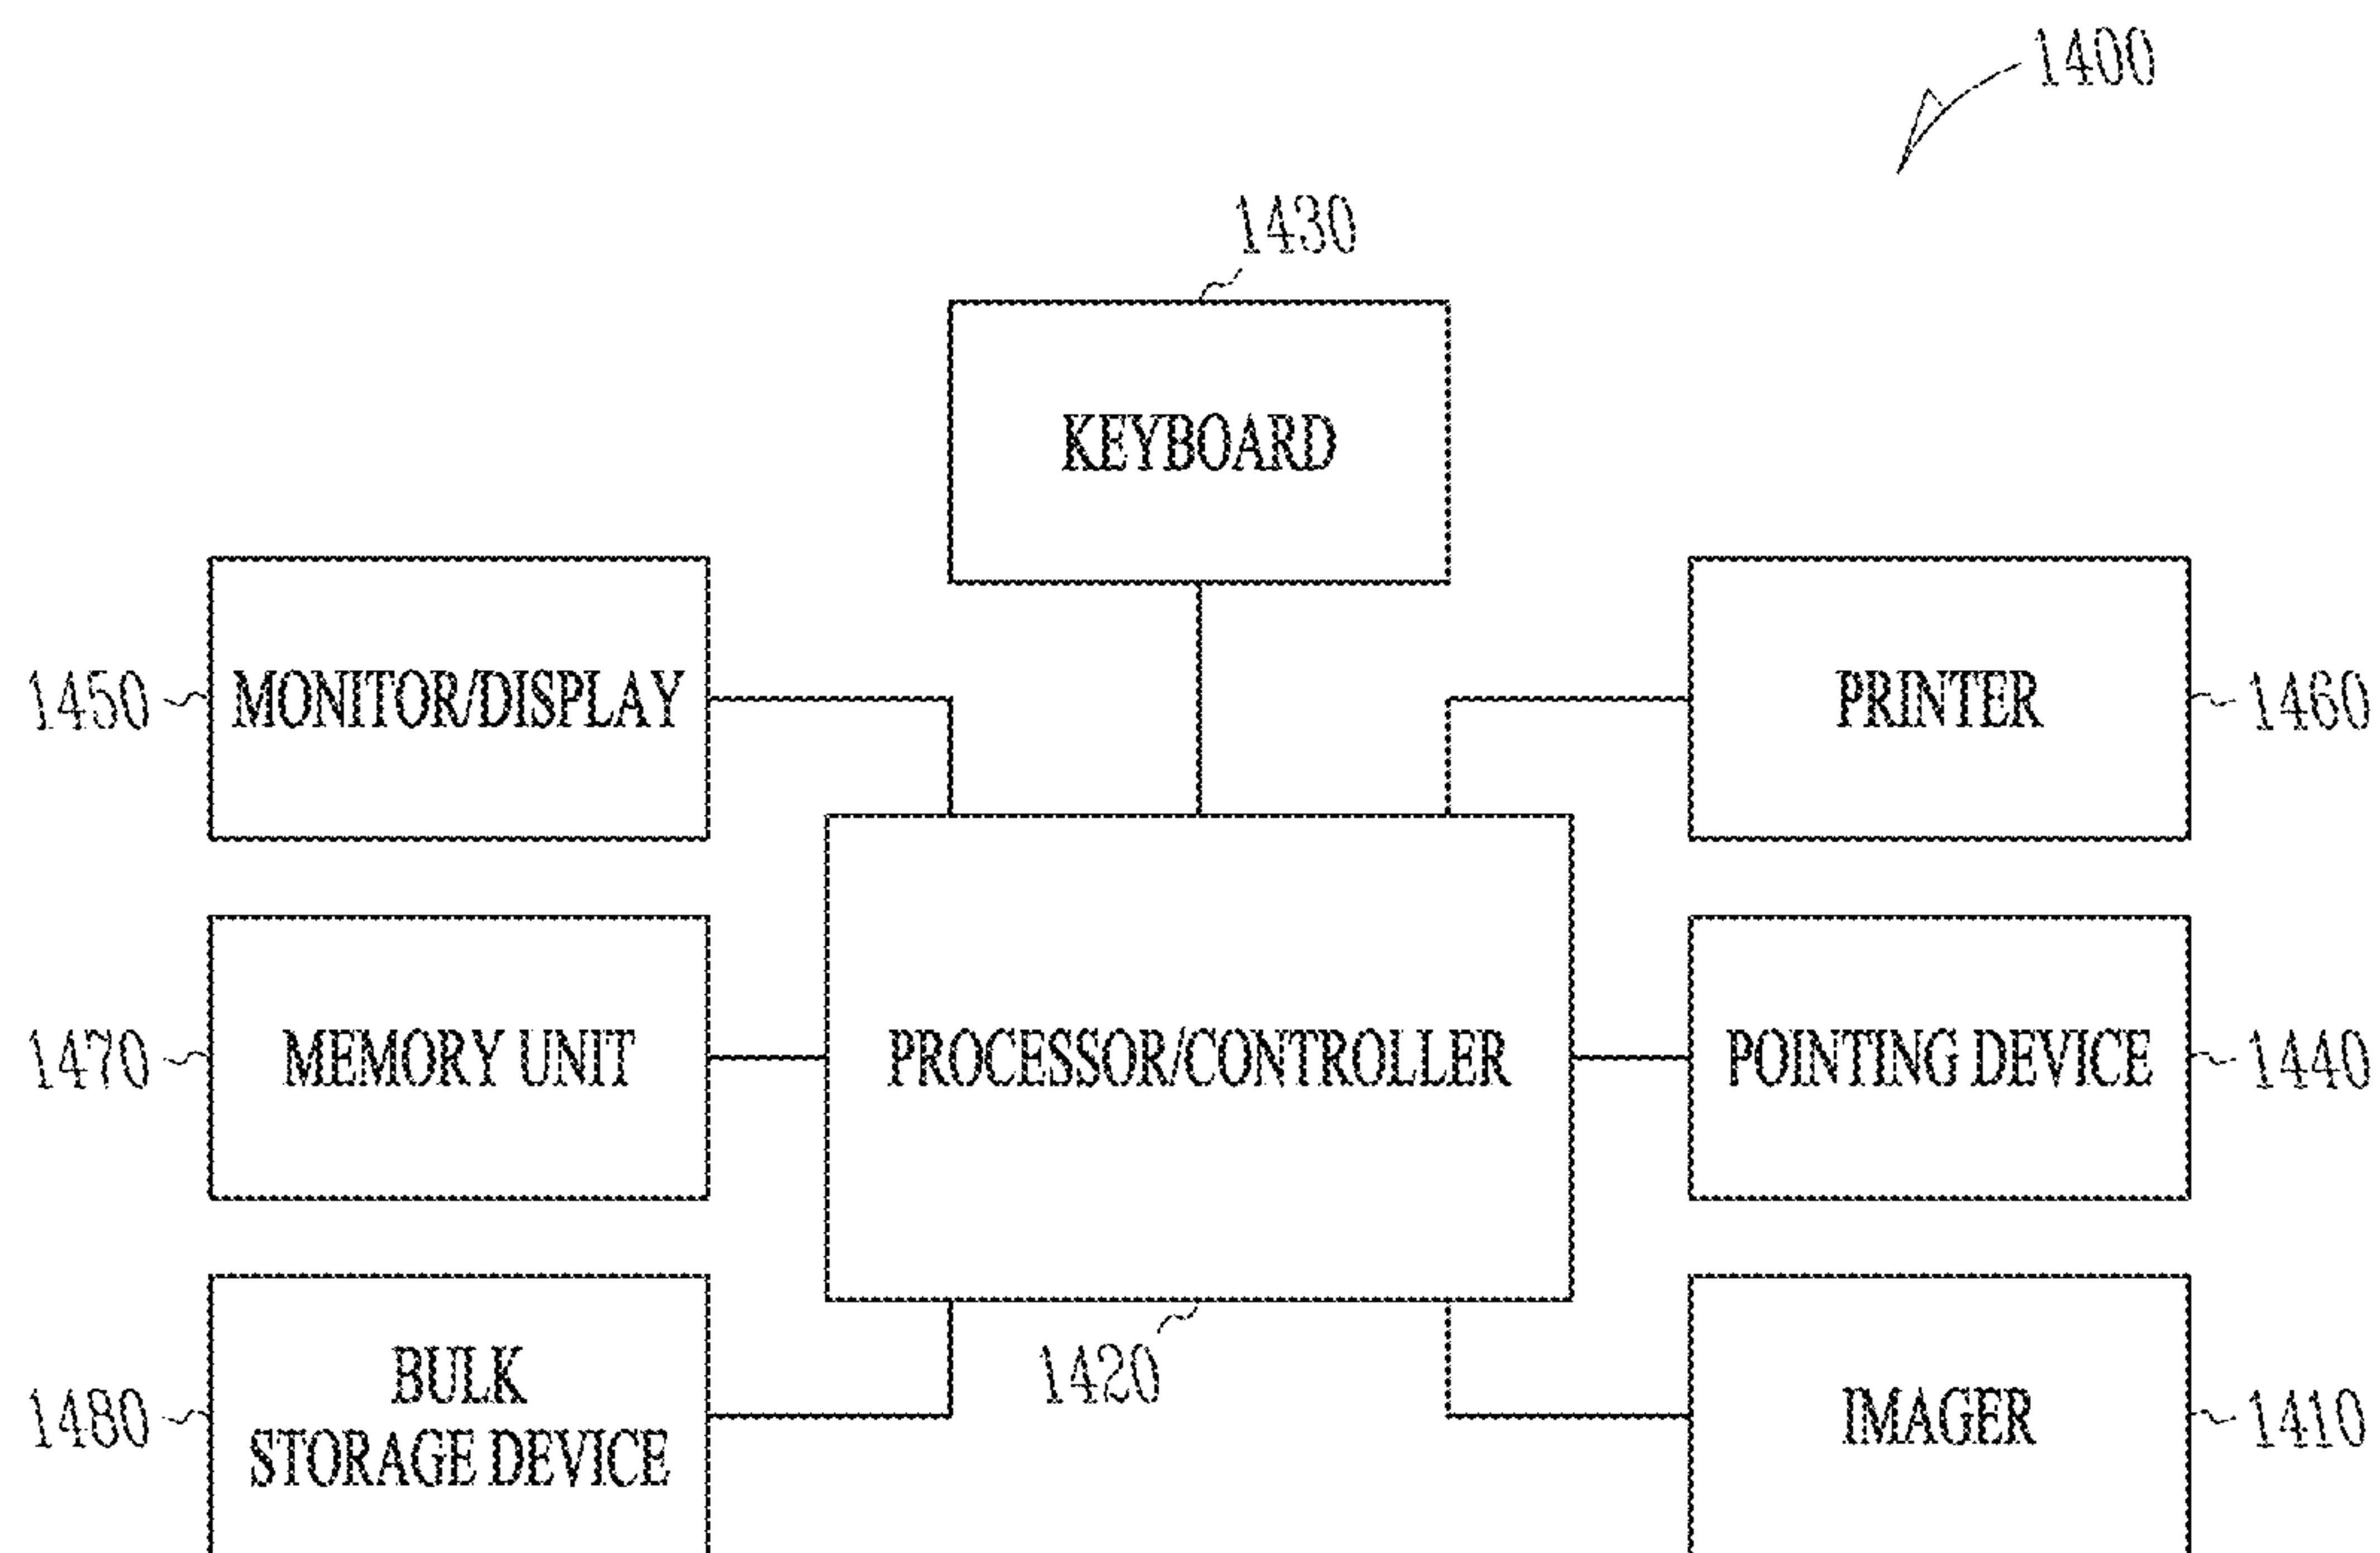 1400
1430
KEYBOARD
1450
MONITOR/DISPLAY
PRINTER
1460
1470
MEMORY UNIT
PROCESSOR/CONTROLLER
POINTING DEVICE
1440
1480
BULK
STORAGE DEVICE
1420
IMAGER
1410